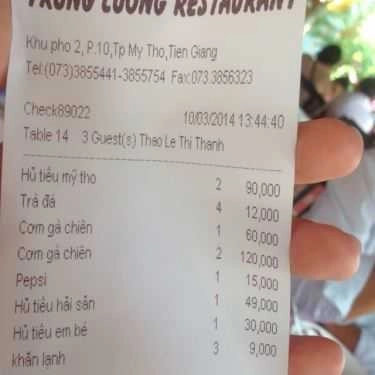 TRUNG LUONG RESTAURANT
Khu pho 2, P.10,Tp My Tho,Tien Giang
Tel:(073)3855441-3855754 Fax:073.3856323
Check89022 10/03/2014 13:44:40
Table 14 3 Guest(s) Thao Le Thi Thanh
Hủ tiếu mỹ tho 2 90,000
Trà đá 4 12,000
Cơm gà chiên 1 60,000
Cơm gà chiên 2 120,000
Pepsi 1 15,000
Hủ tiếu hải sản 1 49,000
Hủ tiếu em bé 1 30,000
khăn lạnh 3 9,000